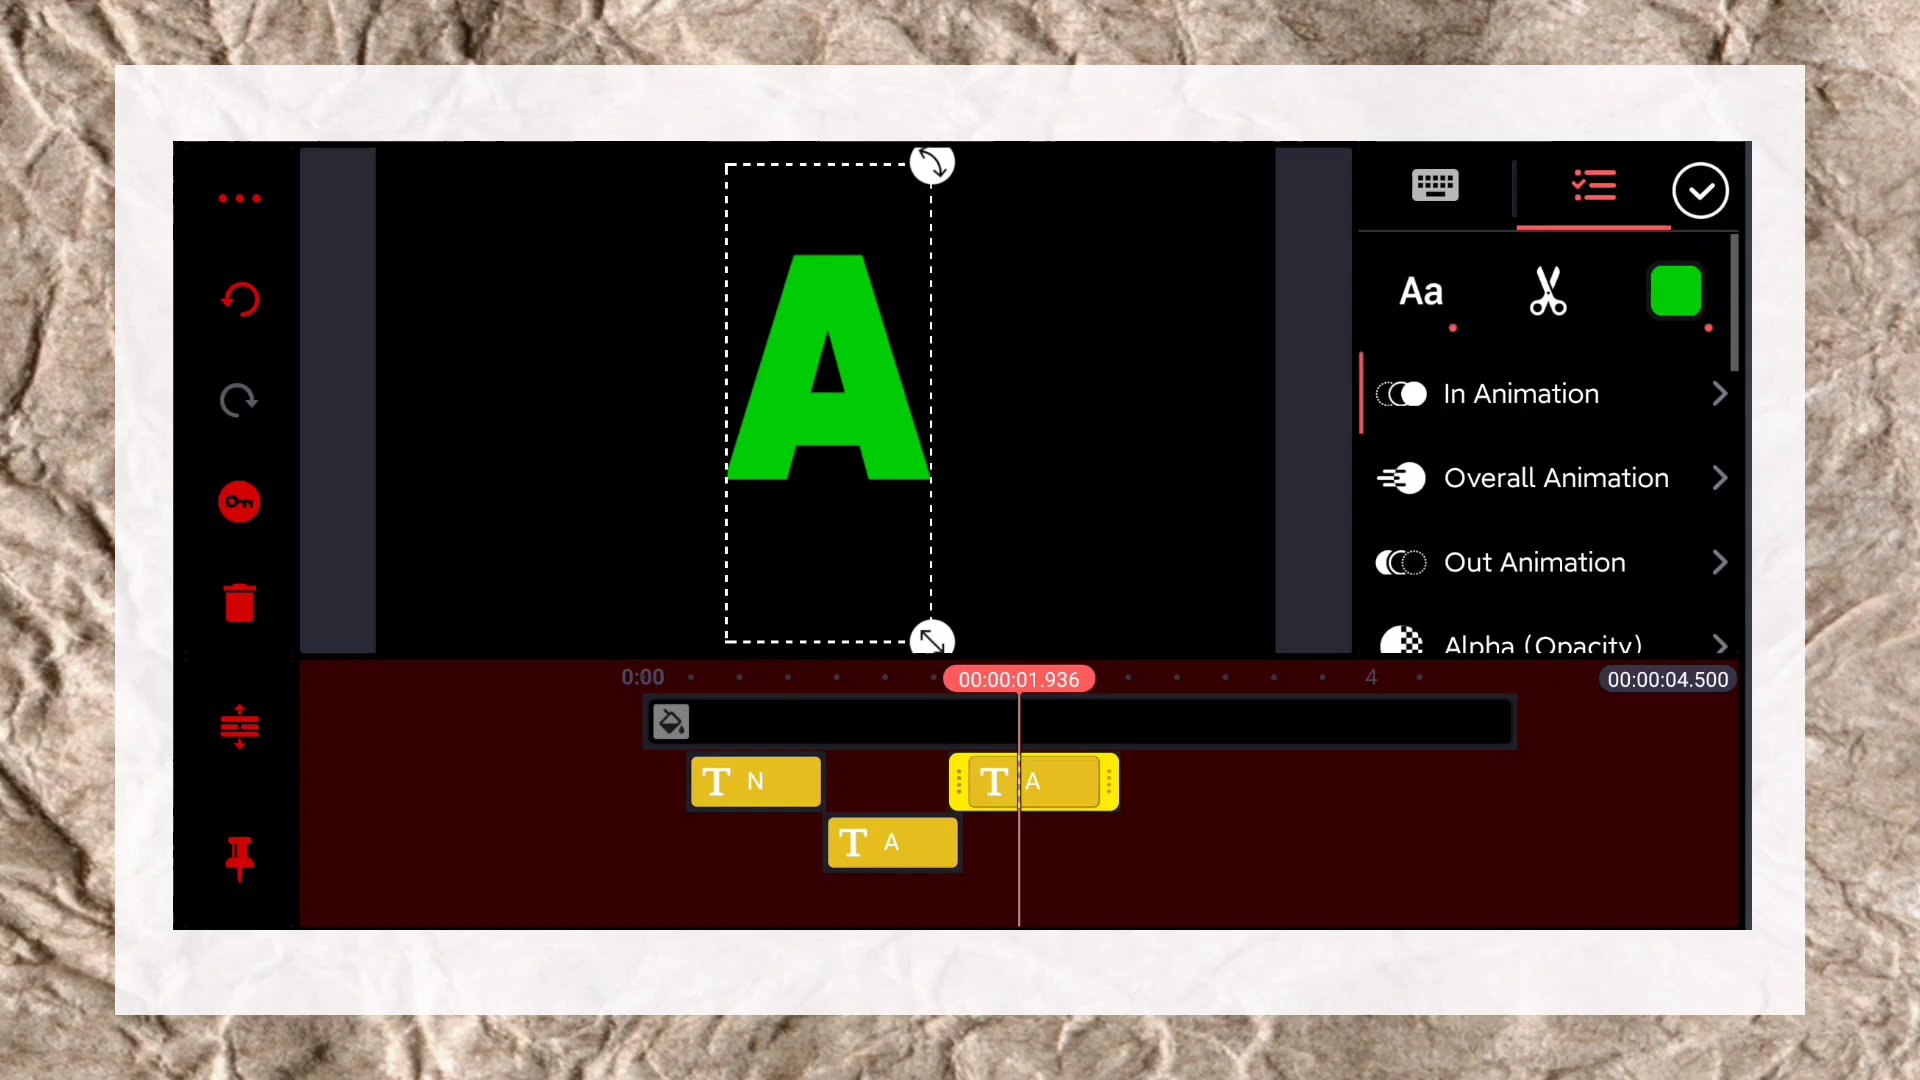 A
Aa
In Animation
Overall Animation
Out Animation
Alpha (Opacity)
0:00
00:00:01.936
4
00:00:04.500
T N
T A
T A